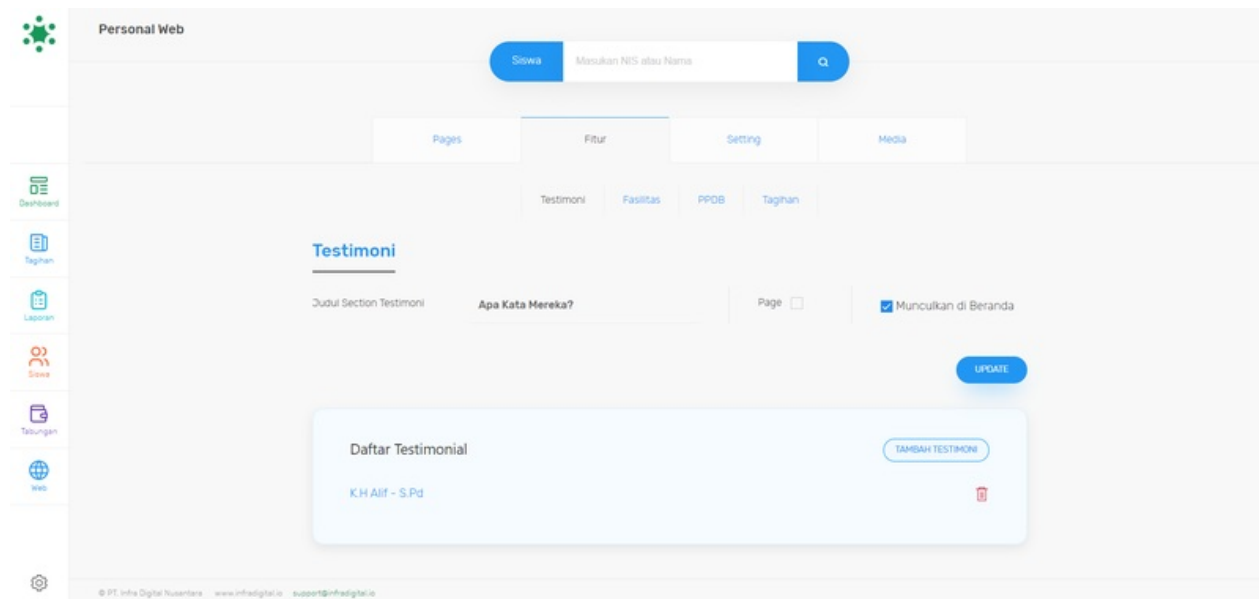 Personal Web
Siswa Masukan NIS atau Nama
Pages Fitur Setting Media
Dashboard
Testimoni Fasilitas PPDB Tagihan
Tagihan
Testimoni
Laporan
Judul Section Testimoni Apa Kata Mereka? Page Munculkan di Beranda
Siswa
UPDATE
Tabungan
Daftar Testimonial TAMBAH TESTIMONI
Web
K.H Alif - S.Pd
© PT. Infra Digital Nusantara www.infradigital.io support@infradigital.io